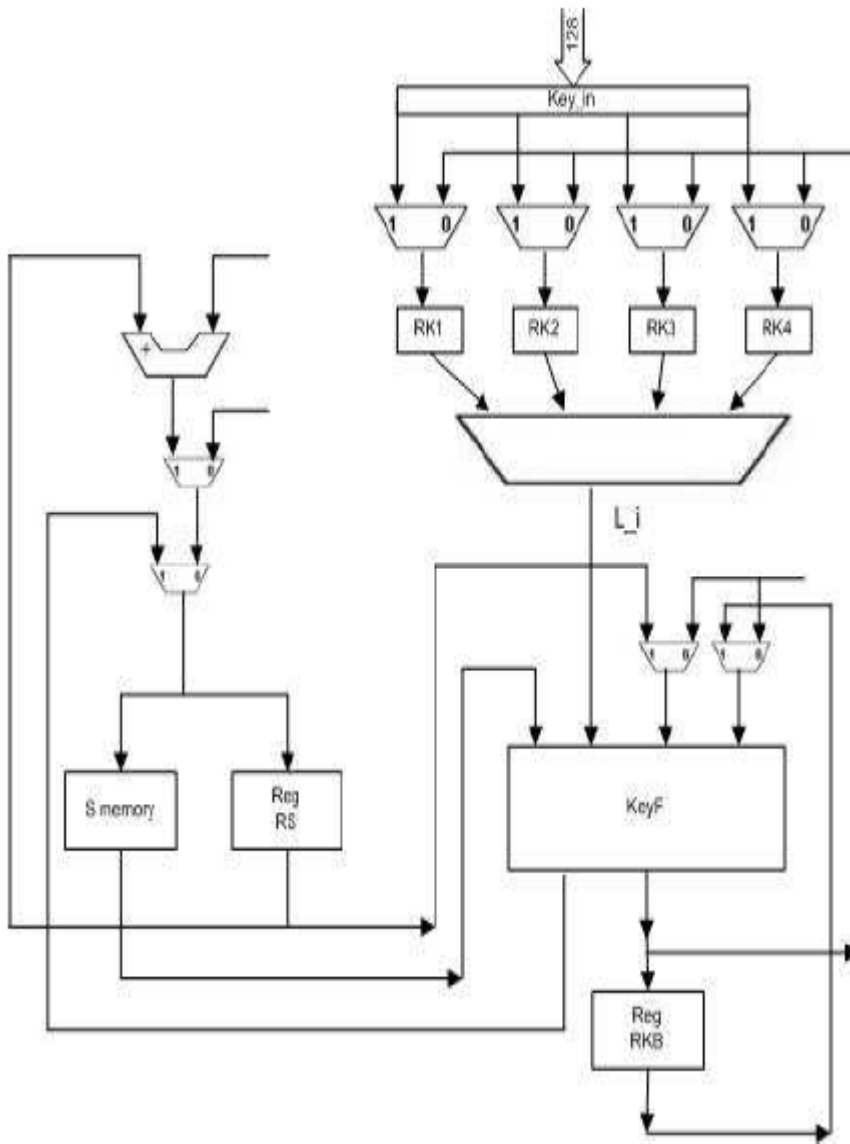 128
Key_in
1 0 1 0 1 0 1 0
RK1 RK2 RK3 RK4
+
1 0
L_i
1 0
1 0 1 0
S memory
Reg
RS
KeyF
Reg
RKB